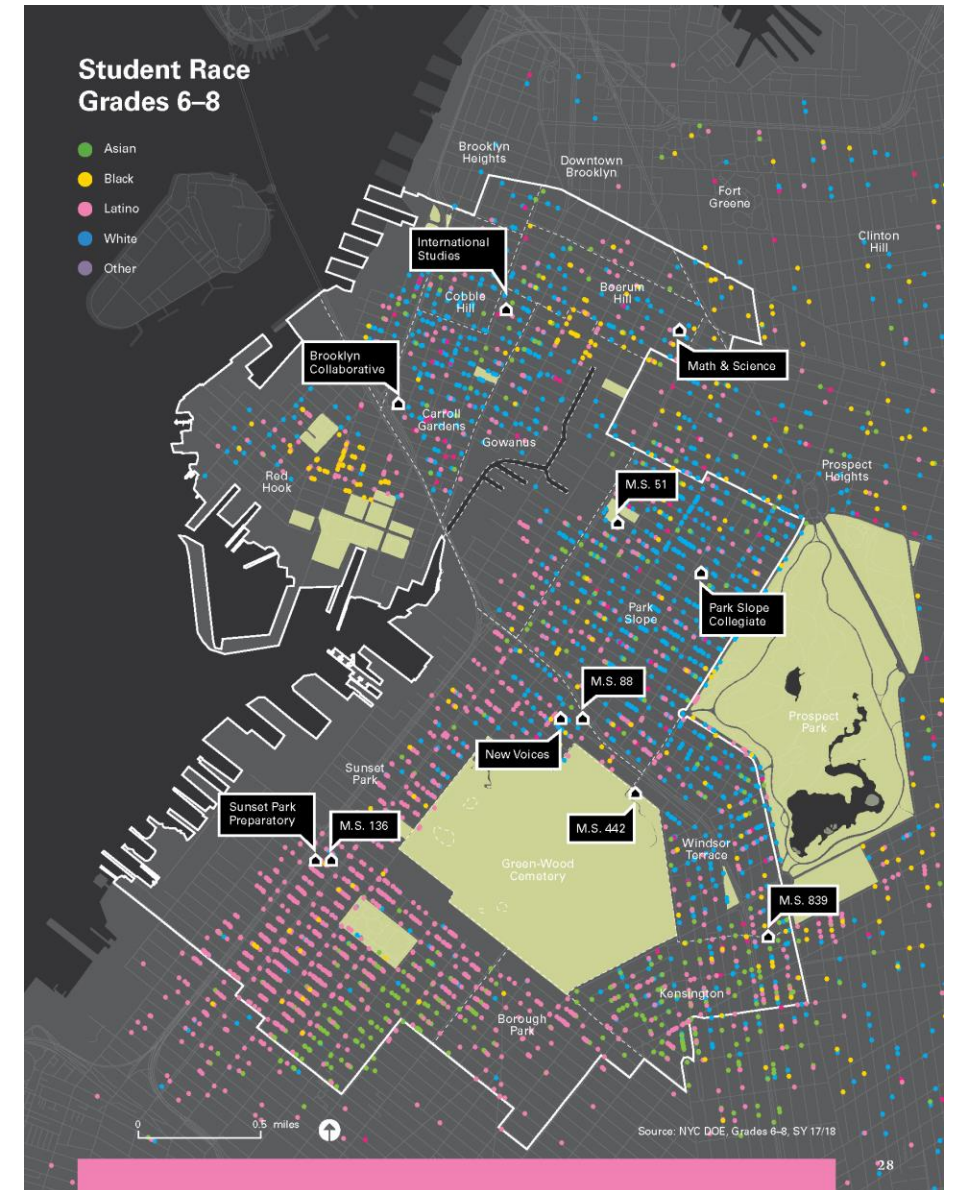 Student Race
Grades 6–8
Asian
Black
Latino
White
Other
Brooklyn
Heights
Downtown
Brooklyn
Fort
Greene
Clinton
Hill
International
Studies
Cobble
Hill
Boerum
Hill
Brooklyn
Collaborative
Math & Science
Carroll
Gardens
Gowanus
Red
Hook
Prospect
Heights
M.S. 51
Park
Slope
Park Slope
Collegiate
M.S. 88
Prospect
Park
New Voices
Sunset
Park
Sunset Park
Preparatory
M.S. 136
M.S. 442
Windsor
Terrace
Green-Wood
Cemetery
M.S. 839
Kensington
Borough
Park
0 0.5 miles
Source: NYC DOE, Grades 6–8, SY 17/18
28